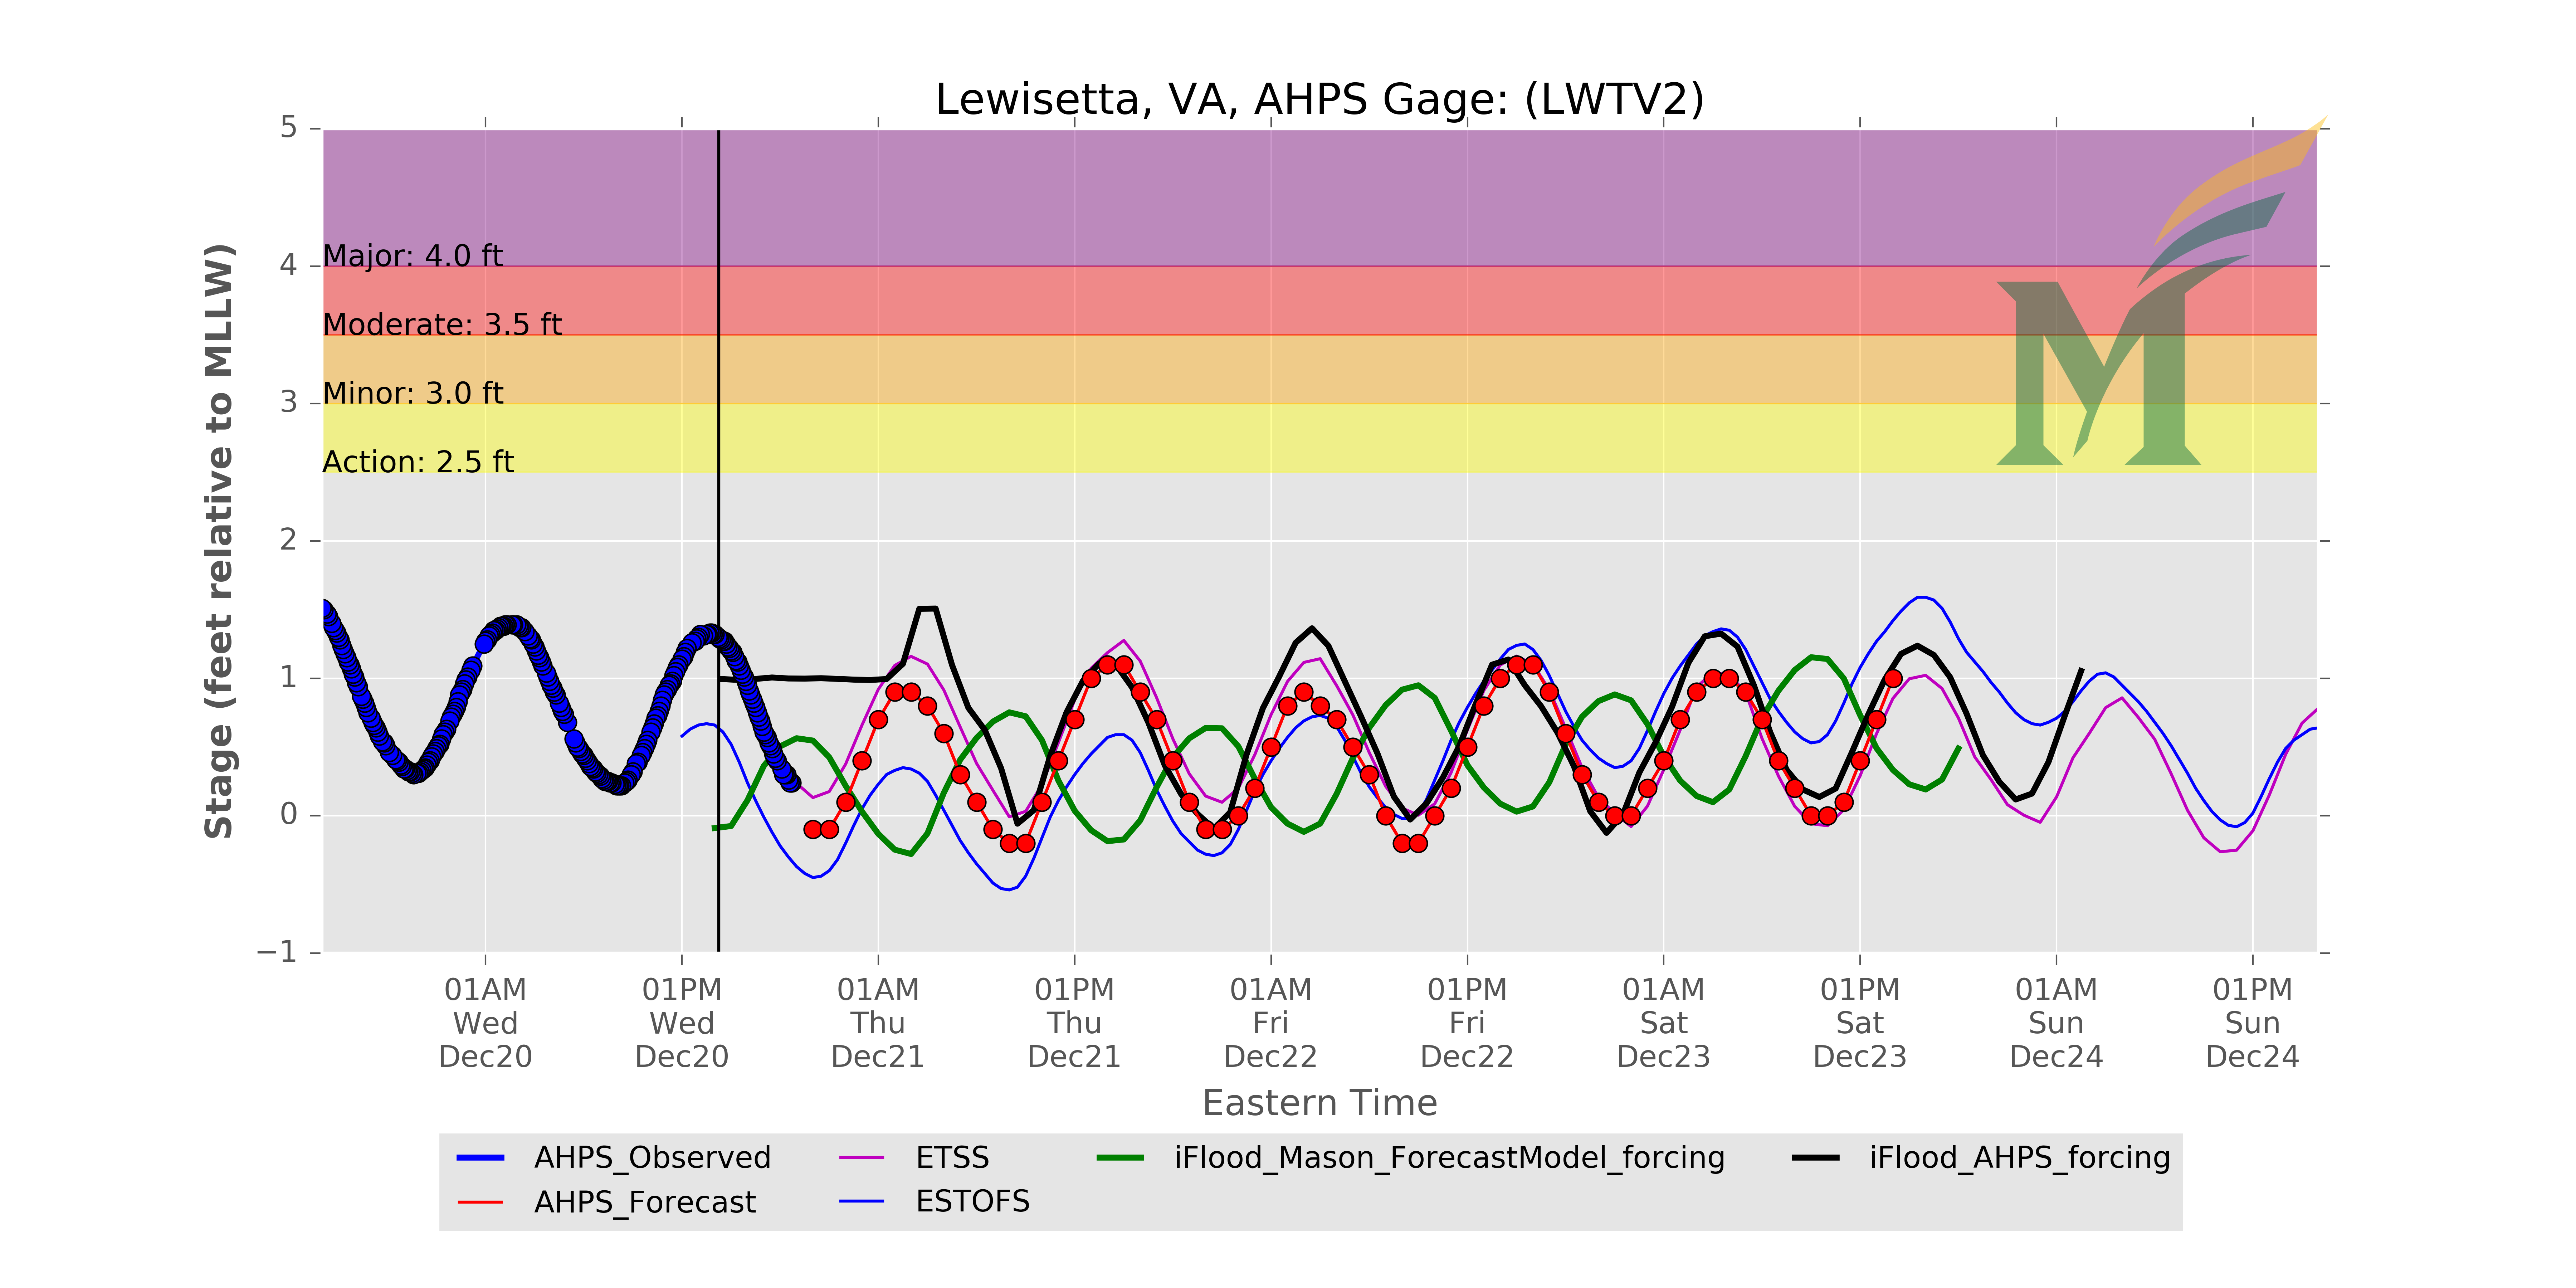 Lewisetta, VA, AHPS Gage: (LWTV2)
Stage (feet relative to MLLW)
5
4
3
2
1
0
−1
Major: 4.0 ft
Moderate: 3.5 ft
Minor: 3.0 ft
Action: 2.5 ft
01AM 01PM 01AM 01PM 01AM 01PM 01AM 01PM 01AM 01PM
Wed Wed Thu Thu Fri Fri Sat Sat Sun Sun
Dec20 Dec20 Dec21 Dec21 Dec22 Dec22 Dec23 Dec23 Dec24 Dec24
Eastern Time
AHPS_Observed ETSS iFlood_Mason_ForecastModel_forcing iFlood_AHPS_forcing
AHPS_Forecast ESTOFS